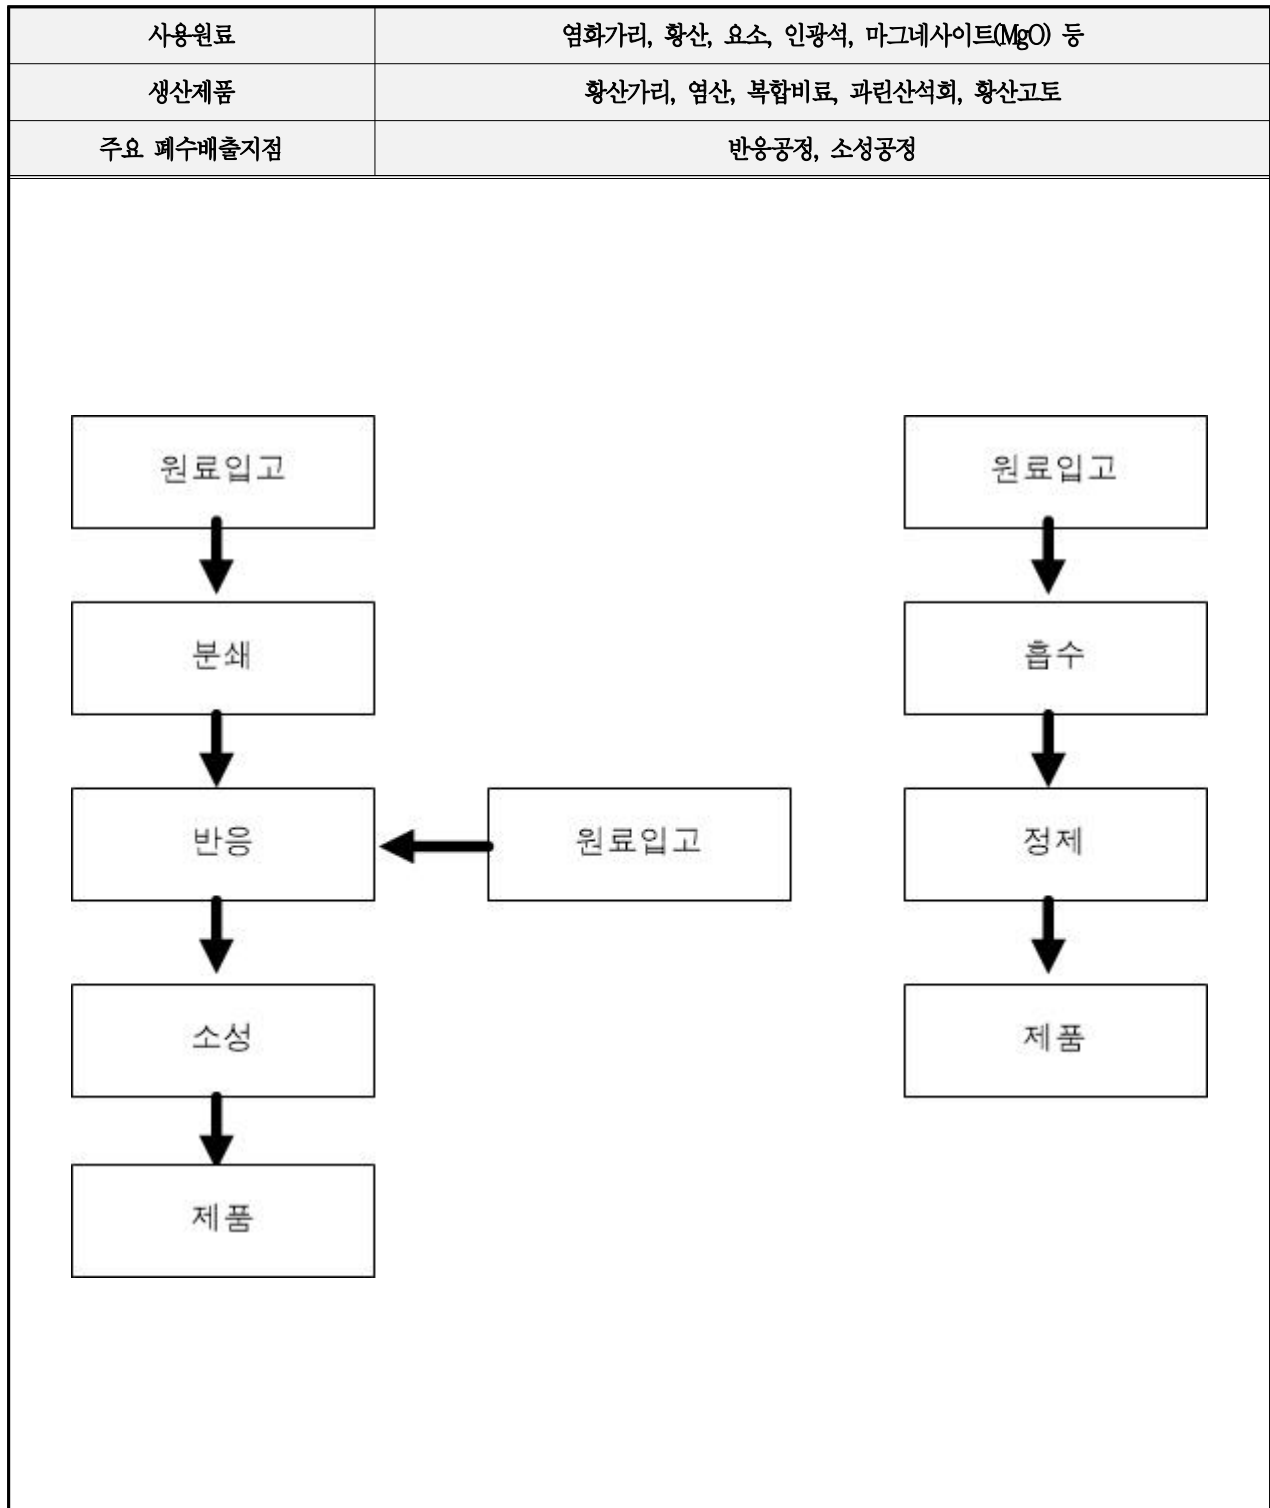 사용원료 염화가리, 황산, 요소, 인광석, 마그네사이트(MgO) 등
생산제품 황산가리, 염산, 복합비료, 과린산석회, 황산고토
주요 폐수배출지점 반응공정, 소성공정
원료입고 원료입고
분쇄 흡수
반응 원료입고 정제
소성 제품
제품